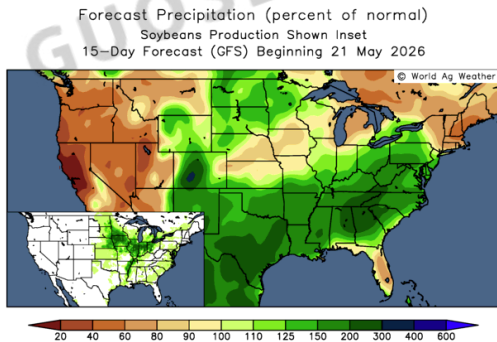 Forecast Precipitation (percent of normal)
Soybeans Production Shown Inset
15-Day Forecast (GFS) Beginning 21 May 2026
© World Ag Weather
20 40 60 80 90 100 110 125 150 200 300 400 600